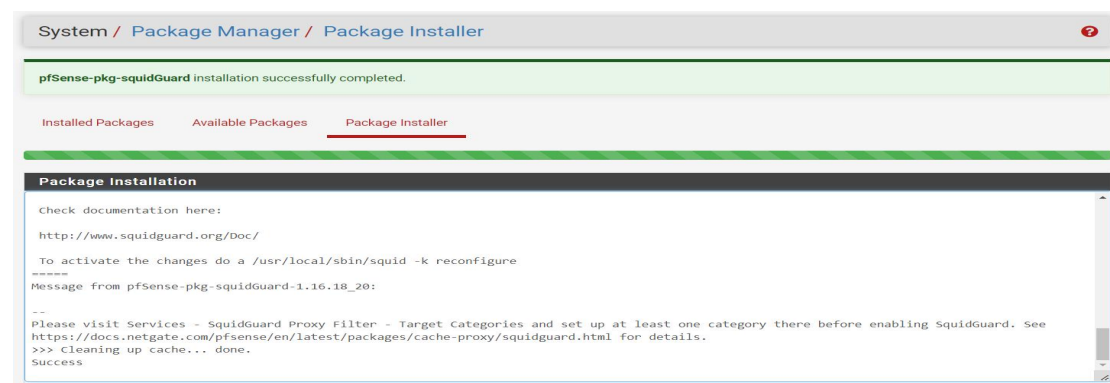 System / Package Manager / Package Installer
pfSense-pkg-squidGuard installation successfully completed.
Installed Packages Available Packages Package Installer
Package Installation
Check documentation here:
http://www.squidguard.org/Doc/
To activate the changes do a /usr/local/sbin/squid -k reconfigure
=====
Message from pfSense-pkg-squidGuard-1.16.18_20:
--
Please visit Services - SquidGuard Proxy Filter - Target Categories and set up at least one category there before enabling SquidGuard. See
https://docs.netgate.com/pfsense/en/latest/packages/cache-proxy/squidguard.html for details.
>>> Cleaning up cache... done.
Success